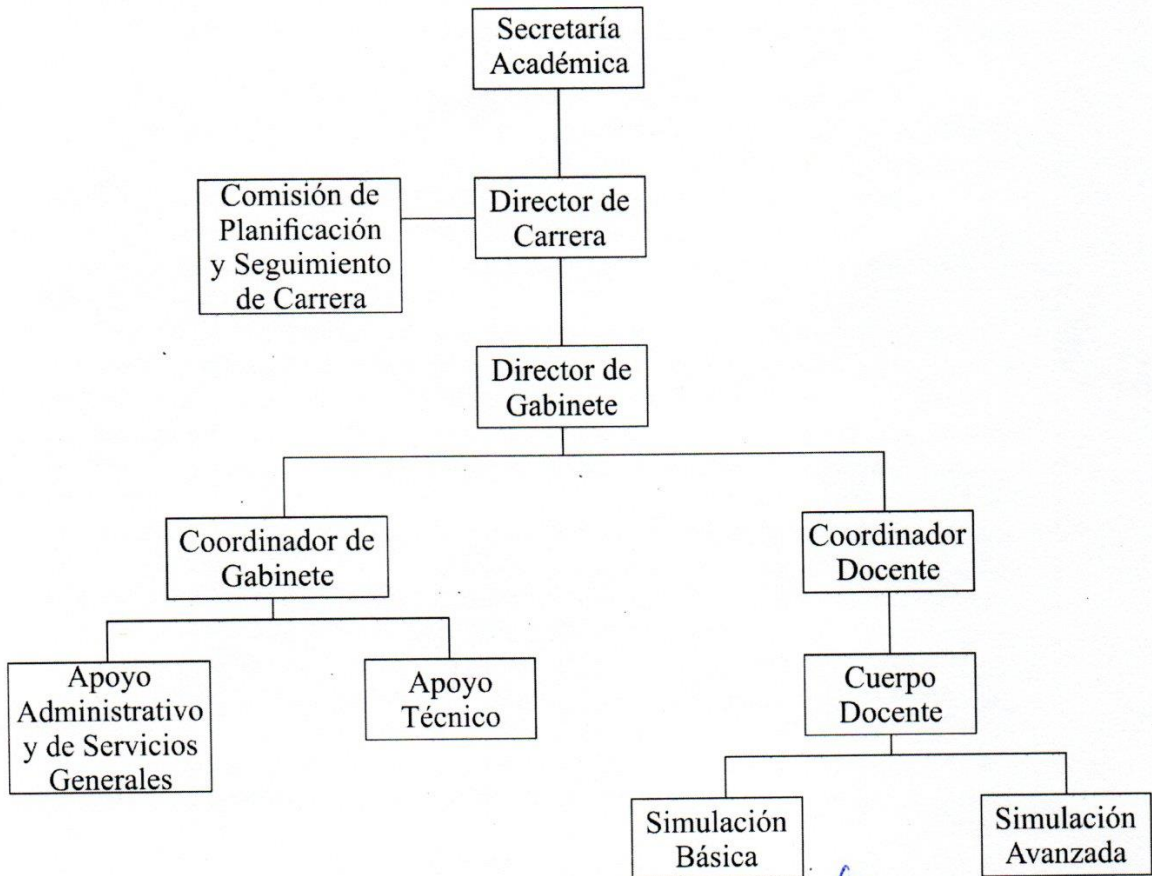 Secretaría
Académica
Comisión de
Planificación
y Seguimiento
de Carrera
Director de
Carrera
Director de
Gabinete
Coordinador de
Gabinete
Coordinador
Docente
Apoyo
Administrativo
y de Servicios
Generales
Apoyo
Técnico
Cuerpo
Docente
Simulación
Básica
Simulación
Avanzada